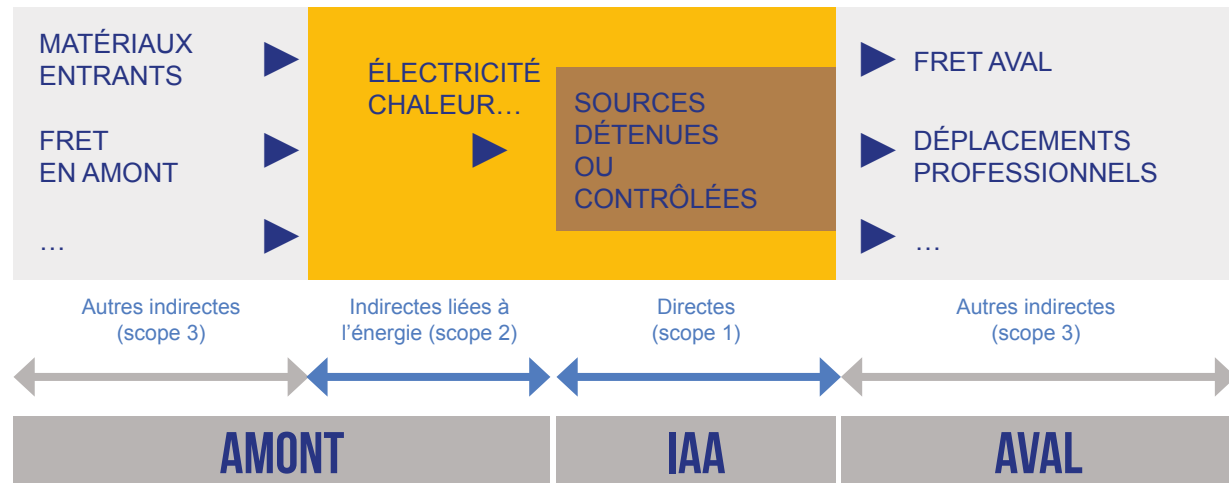 MATÉRIAUX
ENTRANTS
FRET
EN AMONT
…
ÉLECTRICITÉ
CHALEUR…
SOURCES
DÉTENUES
OU
CONTRÔLÉES
FRET AVAL
DÉPLACEMENTS
PROFESSIONNELS
…
Autres indirectes
(scope 3)
Indirectes liées à
l’énergie (scope 2)
Directes
(scope 1)
Autres indirectes
(scope 3)
AMONT
IAA
AVAL